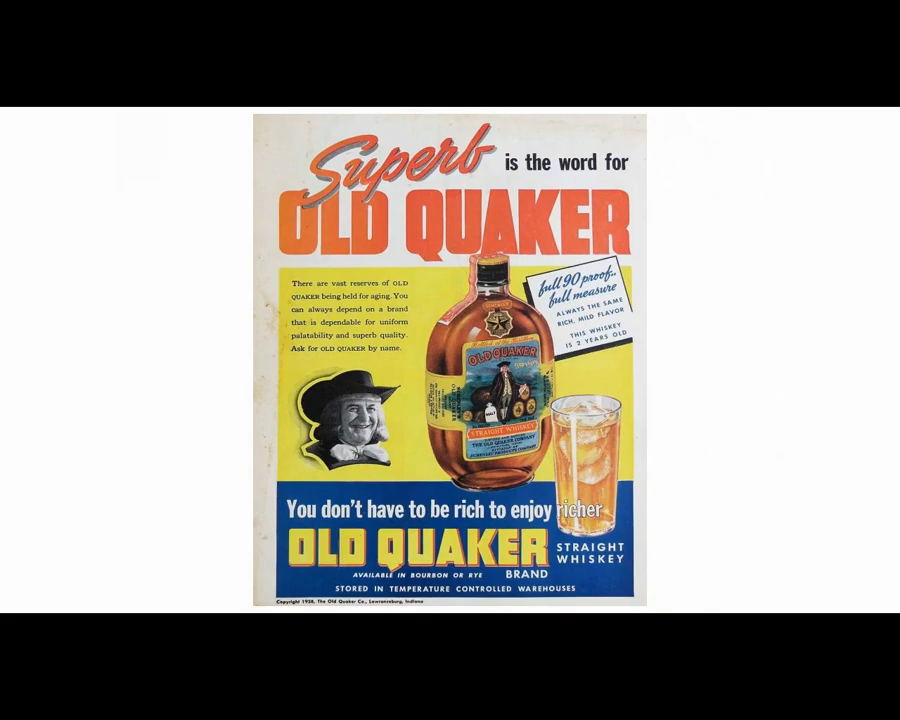 Superb is the word for
OLD QUAKER
There are vast reserves of OLD
QUAKER being held for aging. You
can always depend on a brand
that is dependable for uniform
palatability and superb quality.
Ask for OLD QUAKER by name.
full 90 proof..
full measure
ALWAYS THE SAME
RICH, MILD FLAVOR
THIS WHISKEY
IS 2 YEARS OLD
OLD QUAKER
STRAIGHT WHISKEY
THE OLD QUAKER COMPANY
You don't have to be rich to enjoy richer
OLD QUAKER
BRAND
STRAIGHT
WHISKEY
AVAILABLE IN BOURBON OR RYE
STORED IN TEMPERATURE CONTROLLED WAREHOUSES
Copyright 1938, The Old Quaker Co., Lawrenceburg, Indiana